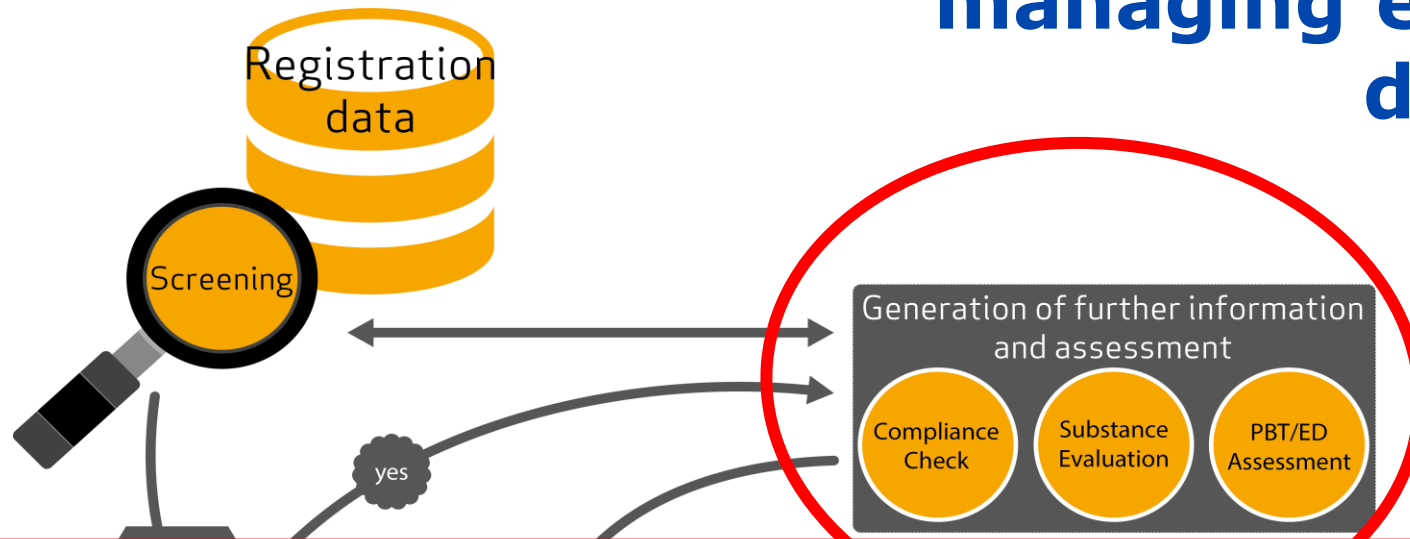 managing e
d
Registration
data
Screening
Generation of further information
and assessment
Compliance
Check
Substance
Evaluation
PBT/ED
Assessment
yes